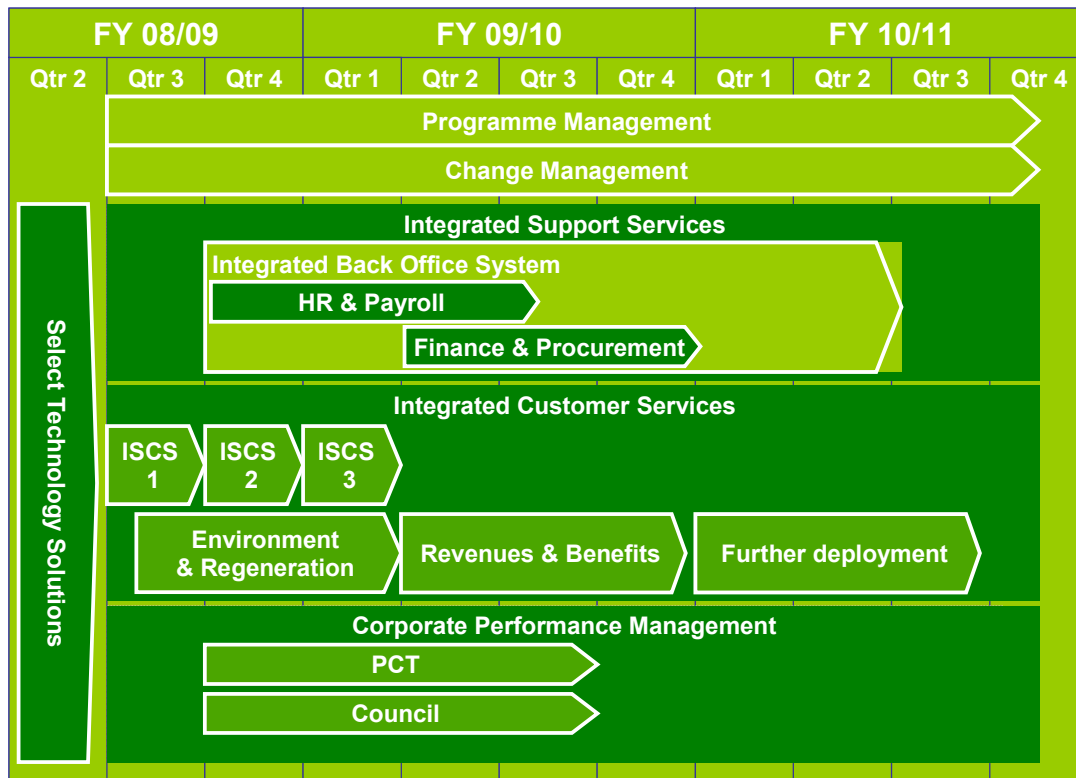 FY 08/09 FY 09/10 FY 10/11
Qtr 2 Qtr 3 Qtr 4 Qtr 1 Qtr 2 Qtr 3 Qtr 4 Qtr 1 Qtr 2 Qtr 3 Qtr 4
Programme Management
Change Management
Select Technology Solutions
Integrated Support Services
Integrated Back Office System
HR & Payroll
Finance & Procurement
Integrated Customer Services
ISCS
1
ISCS
2
ISCS
3
Environment
& Regeneration
Revenues & Benefits
Further deployment
Corporate Performance Management
PCT
Council